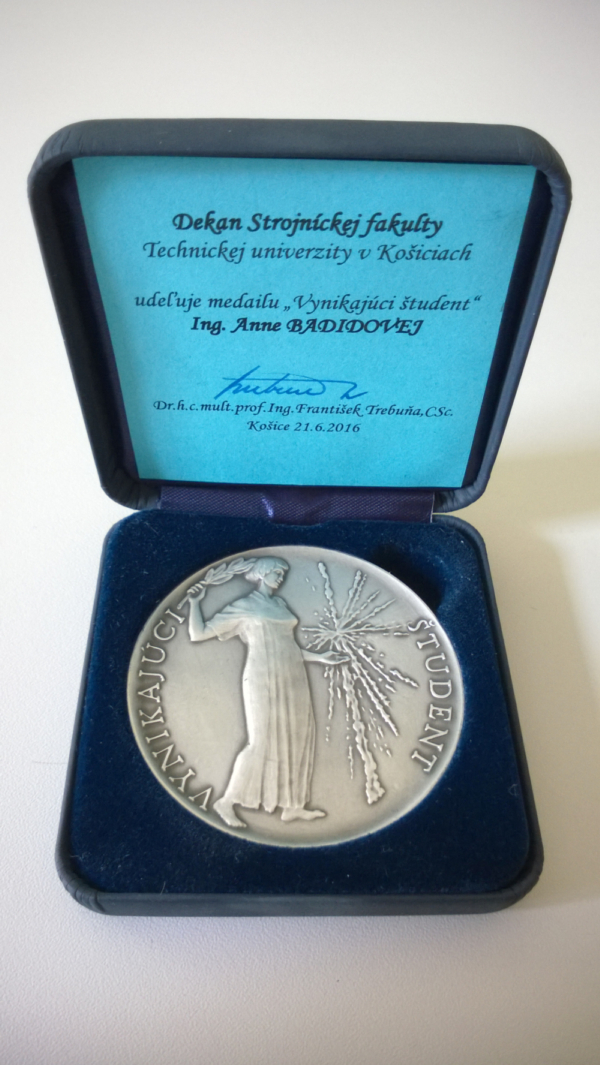 Dekan Strojníckej fakulty
Technickej univerzity v Košiciach
udeľuje medailu „Vynikajúci študent“
Ing. Anne BADIDOVEJ
Dr.h.c.mult.prof.Ing.František Trebuňa,CSc.
Košice 21.6.2016
VYNIKAJÚCI
ŠTUDENT